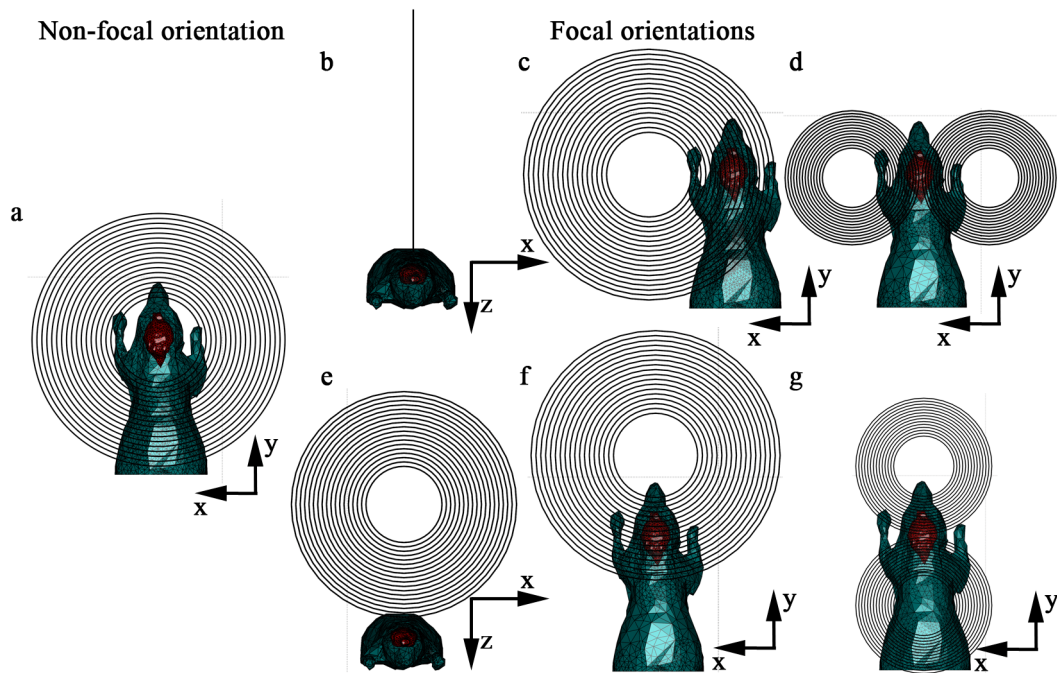 Non-focal orientation
Focal orientations
b
c
d
a
x
z
y
x
y
x
y
x
e
f
g
x
z
y
x
y
x